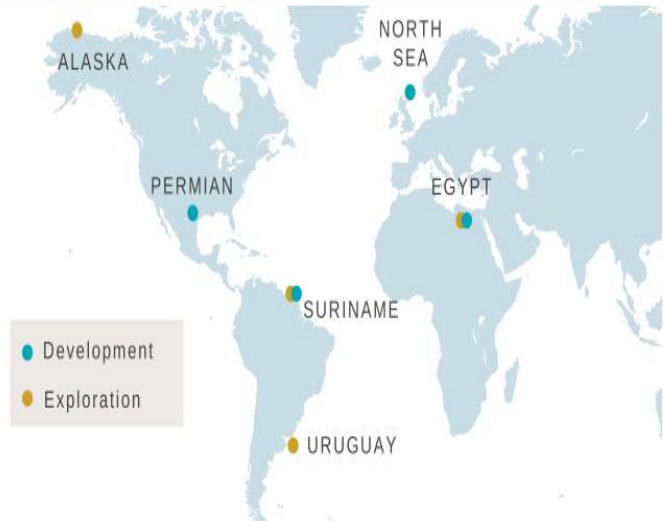 NORTH
SEA
ALASKA
PERMIAN
EGYPT
SURINAME
Development
Exploration
URUGUAY